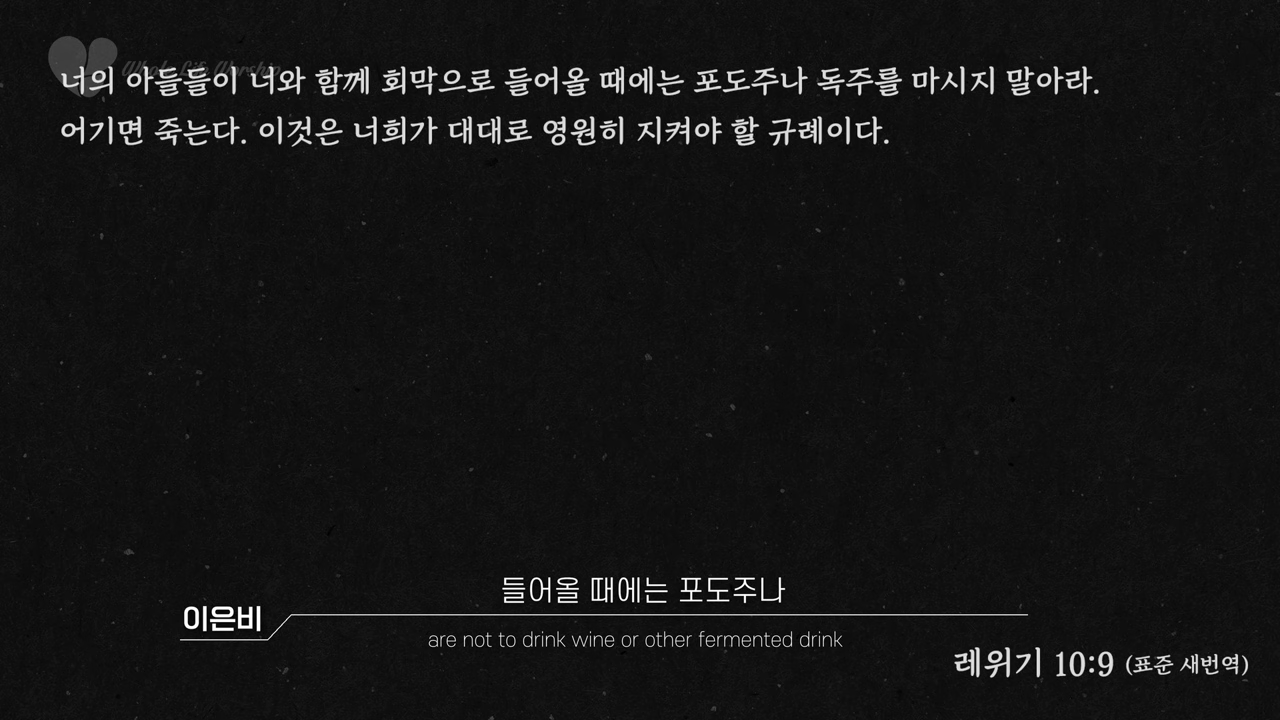 Whole Life Worship
너의 아들들이 너와 함께 회막으로 들어올 때에는 포도주나 독주를 마시지 말아라.
어기면 죽는다. 이것은 너희가 대대로 영원히 지켜야 할 규례이다.
들어올 때에는 포도주나
이은비
are not to drink wine or other fermented drink
레위기 10:9 (표준 새번역)